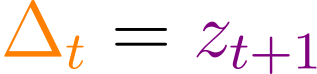 Δ_t = z_{t+1}